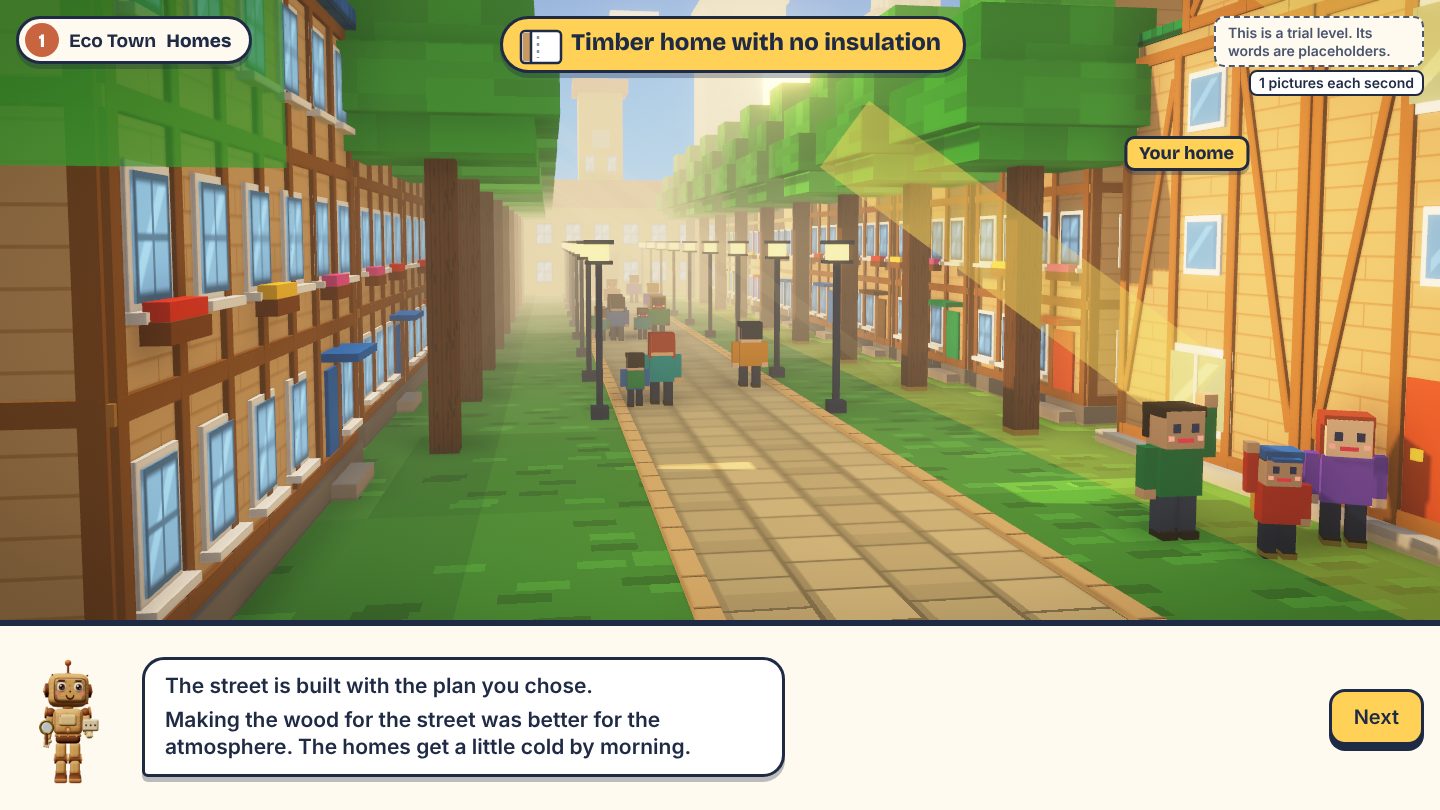 1 Eco Town Homes
Timber home with no insulation
This is a trial level. Its
words are placeholders.
1 pictures each second
Your home
The street is built with the plan you chose.
Making the wood for the street was better for the
atmosphere. The homes get a little cold by morning.
Next